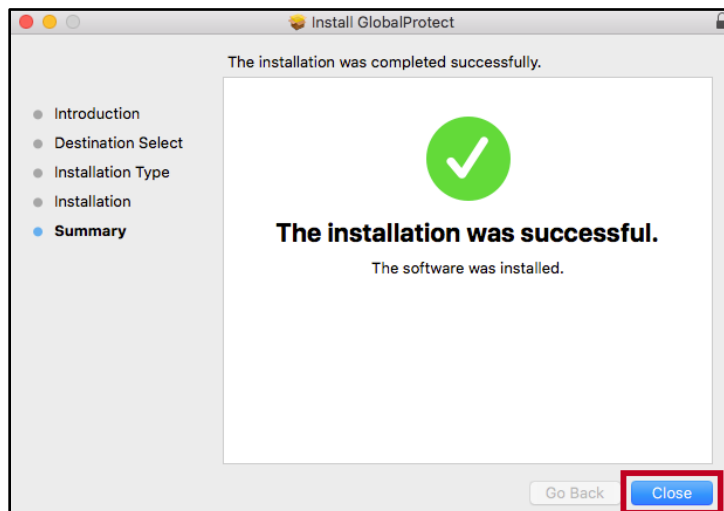 Install GlobalProtect
The installation was completed successfully.
Introduction
Destination Select
Installation Type
Installation
Summary
The installation was successful.
The software was installed.
Go Back
Close